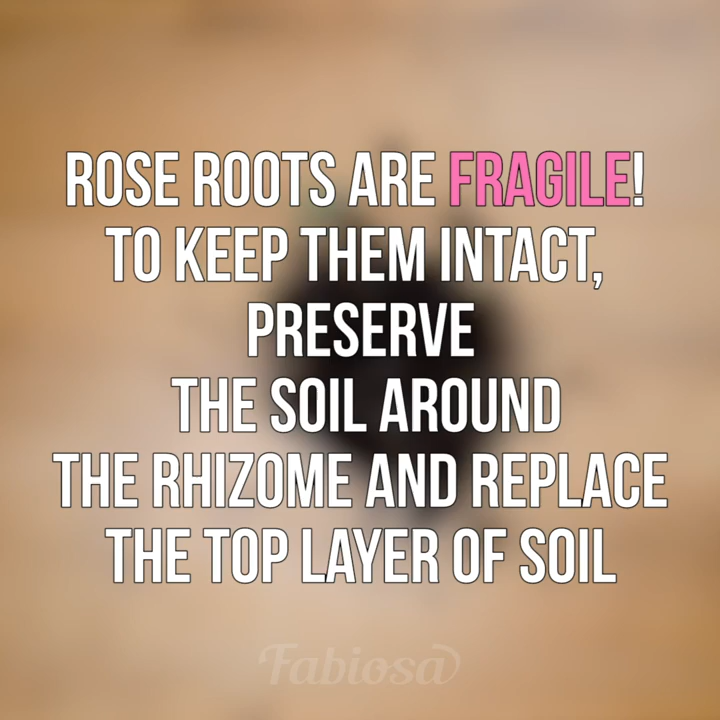 ROSE ROOTS ARE FRAGILE!
TO KEEP THEM INTACT,
PRESERVE
THE SOIL AROUND
THE RHIZOME AND REPLACE
THE TOP LAYER OF SOIL
Fabiosa